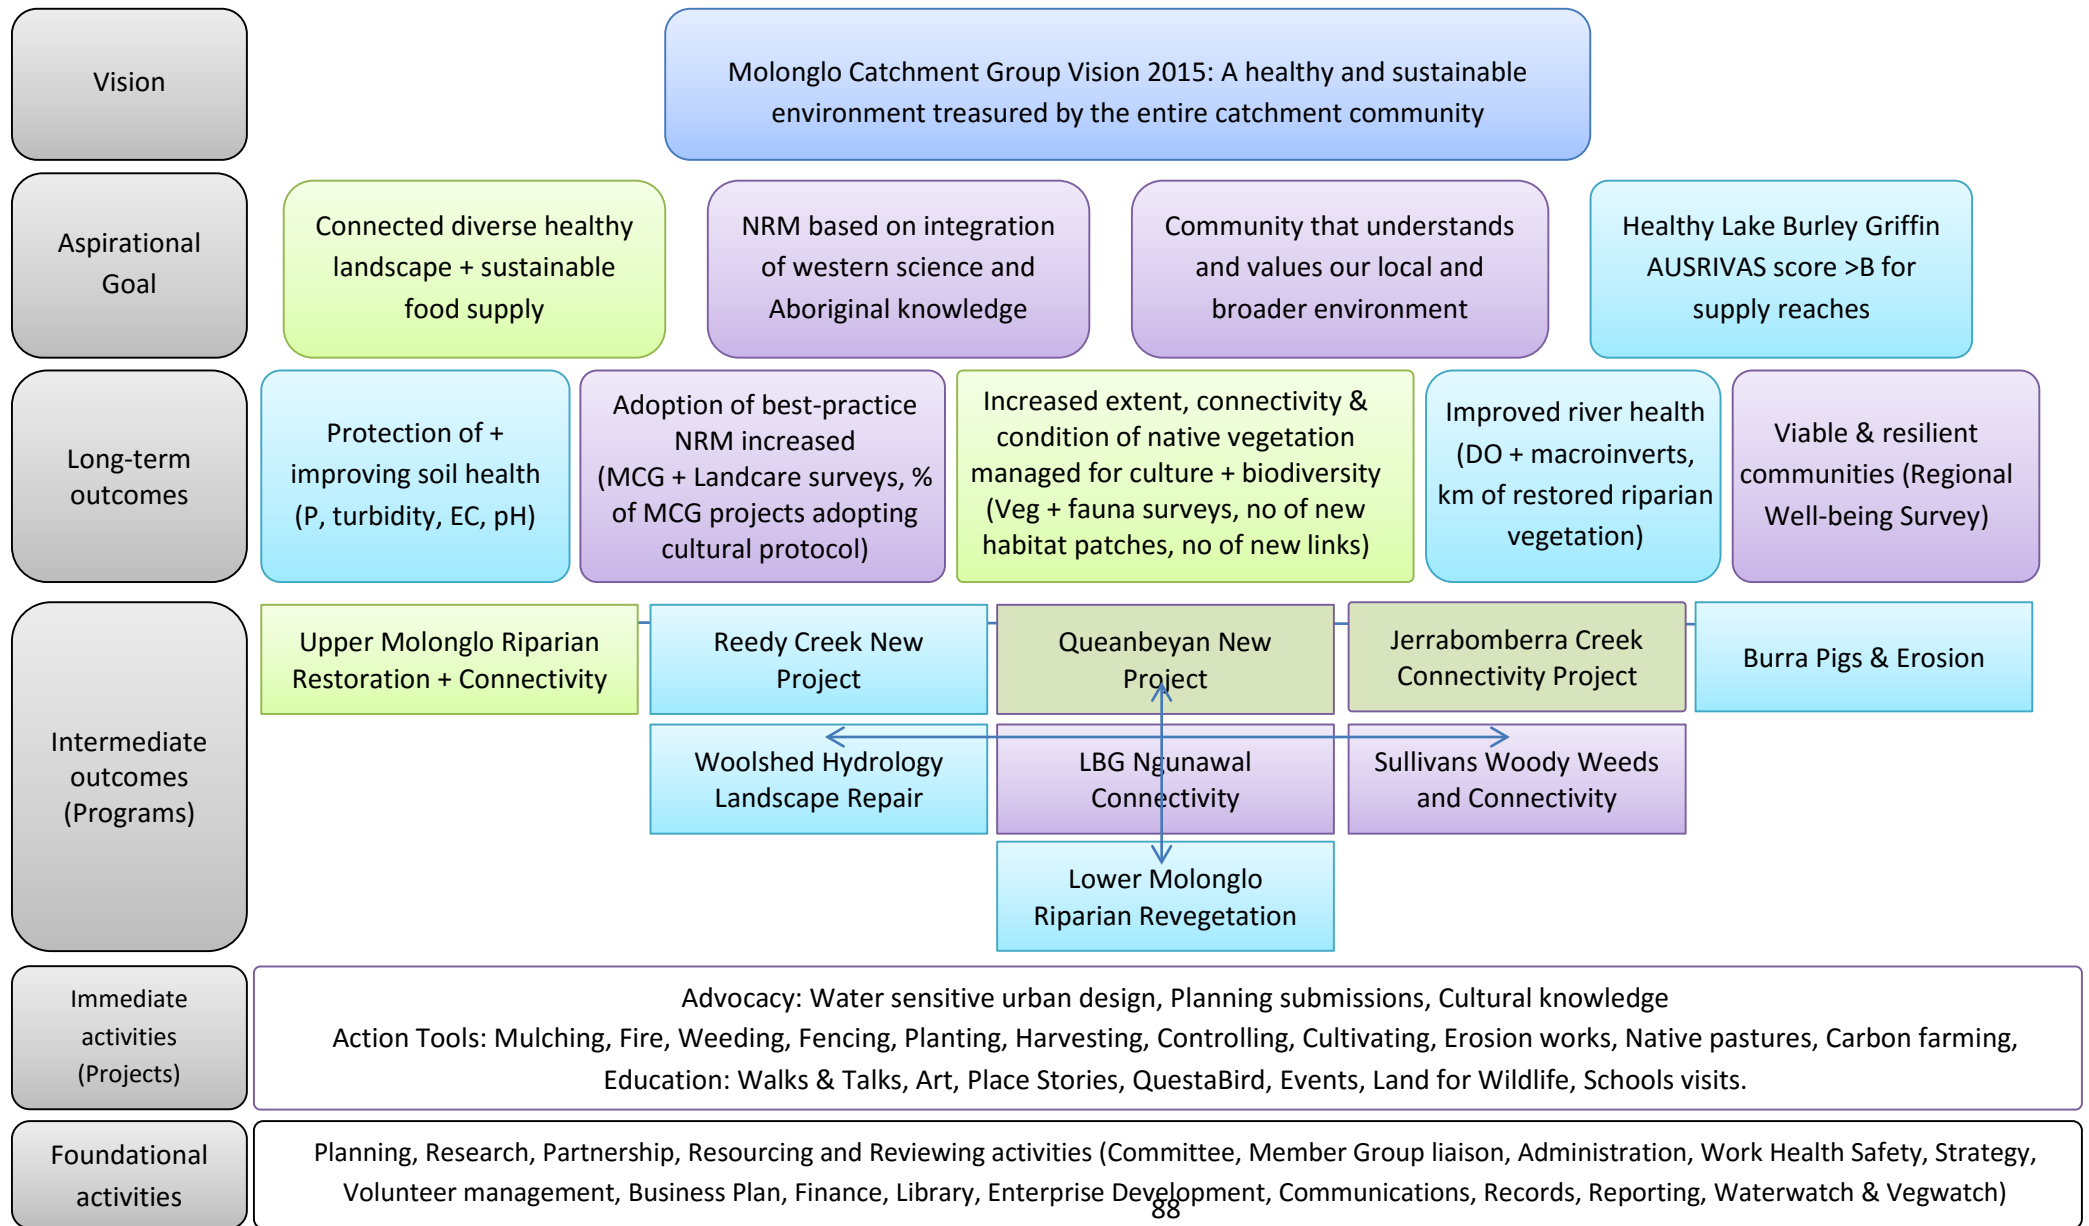 Vision
Molonglo Catchment Group Vision 2015: A healthy and sustainable
environment treasured by the entire catchment community
Aspirational
Goal
Connected diverse healthy
landscape + sustainable
food supply
NRM based on integration
of western science and
Aboriginal knowledge
Community that understands
and values our local and
broader environment
Healthy Lake Burley Griffin
AUSRIVAS score >B for
supply reaches
Long-term
outcomes
Protection of +
improving soil health
(P, turbidity, EC, pH)
Adoption of best-practice
NRM increased
(MCG + Landcare surveys, %
of MCG projects adopting
cultural protocol)
Increased extent, connectivity &
condition of native vegetation
managed for culture + biodiversity
(Veg + fauna surveys, no of new
habitat patches, no of new links)
Improved river health
(DO + macroinverts,
km of restored riparian
vegetation)
Viable & resilient
communities (Regional
Well-being Survey)
Intermediate
outcomes
(Programs)
Upper Molonglo Riparian
Restoration + Connectivity
Reedy Creek New
Project
Queanbeyan New
Project
Jerrabomberra Creek
Connectivity Project
Burra Pigs & Erosion
Woolshed Hydrology
Landscape Repair
LBG Ngunawal
Connectivity
Sullivans Woody Weeds
and Connectivity
Lower Molonglo
Riparian Revegetation
Immediate
activities
(Projects)
Advocacy: Water sensitive urban design, Planning submissions, Cultural knowledge
Action Tools: Mulching, Fire, Weeding, Fencing, Planting, Harvesting, Controlling, Cultivating, Erosion works, Native pastures, Carbon farming,
Education: Walks & Talks, Art, Place Stories, QuestaBird, Events, Land for Wildlife, Schools visits.
Foundational
activities
Planning, Research, Partnership, Resourcing and Reviewing activities (Committee, Member Group liaison, Administration, Work Health Safety, Strategy,
Volunteer management, Business Plan, Finance, Library, Enterprise Development, Communications, Records, Reporting, Waterwatch & Vegwatch)
88